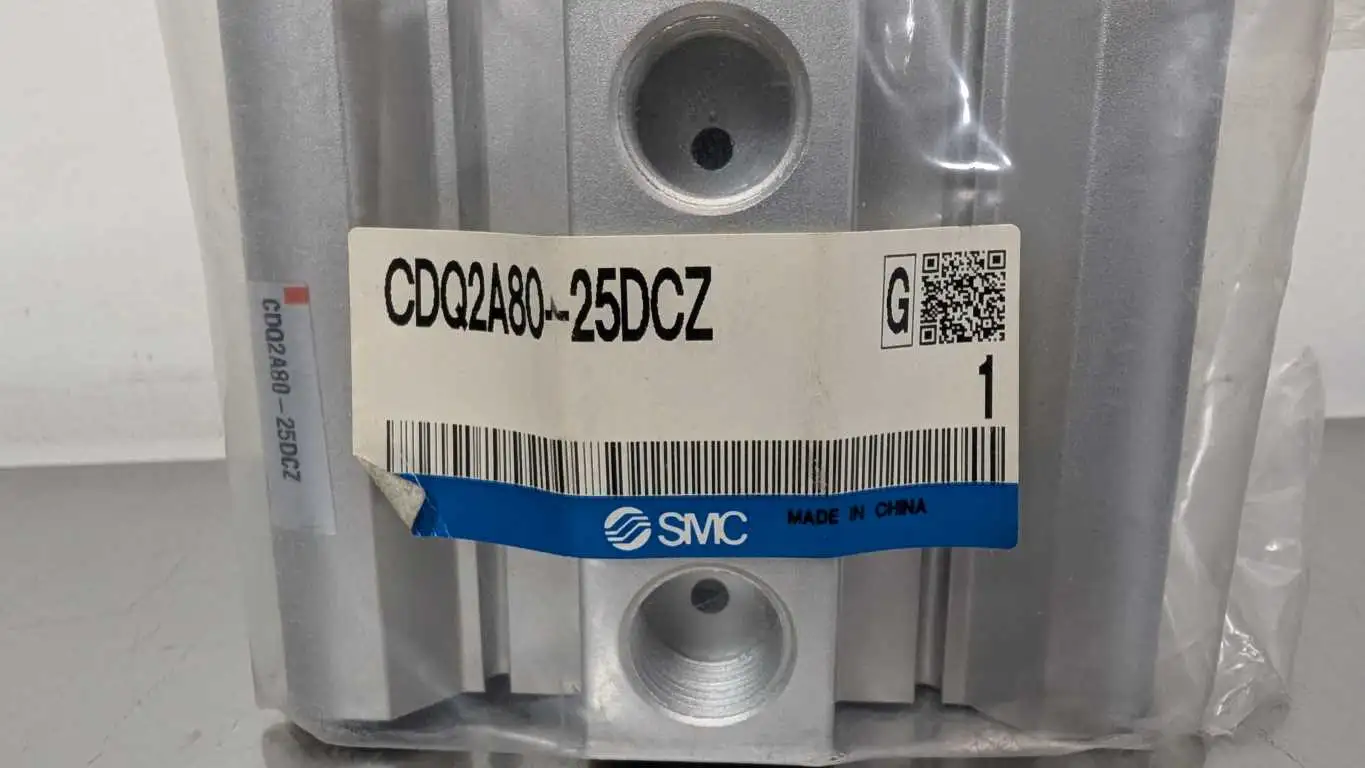 CDQ2A80-25DCZ
G
1
SMC MADE IN CHINA
CDQ2A80-25DCZ